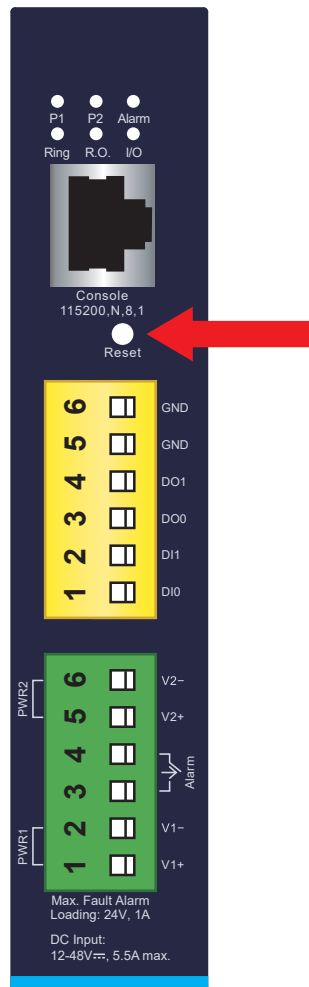 P1 P2 Alarm
Ring R.O. I/O
Console
115200,N,8,1
Reset
6 GND
5 GND
4 DO1
3 DO0
2 DI1
1 DI0
PWR2
6 V2−
5 V2+
4
3
Alarm
PWR1
2 V1−
1 V1+
Max. Fault Alarm
Loading: 24V, 1A
DC Input:
12-48V⎓, 5.5A max.